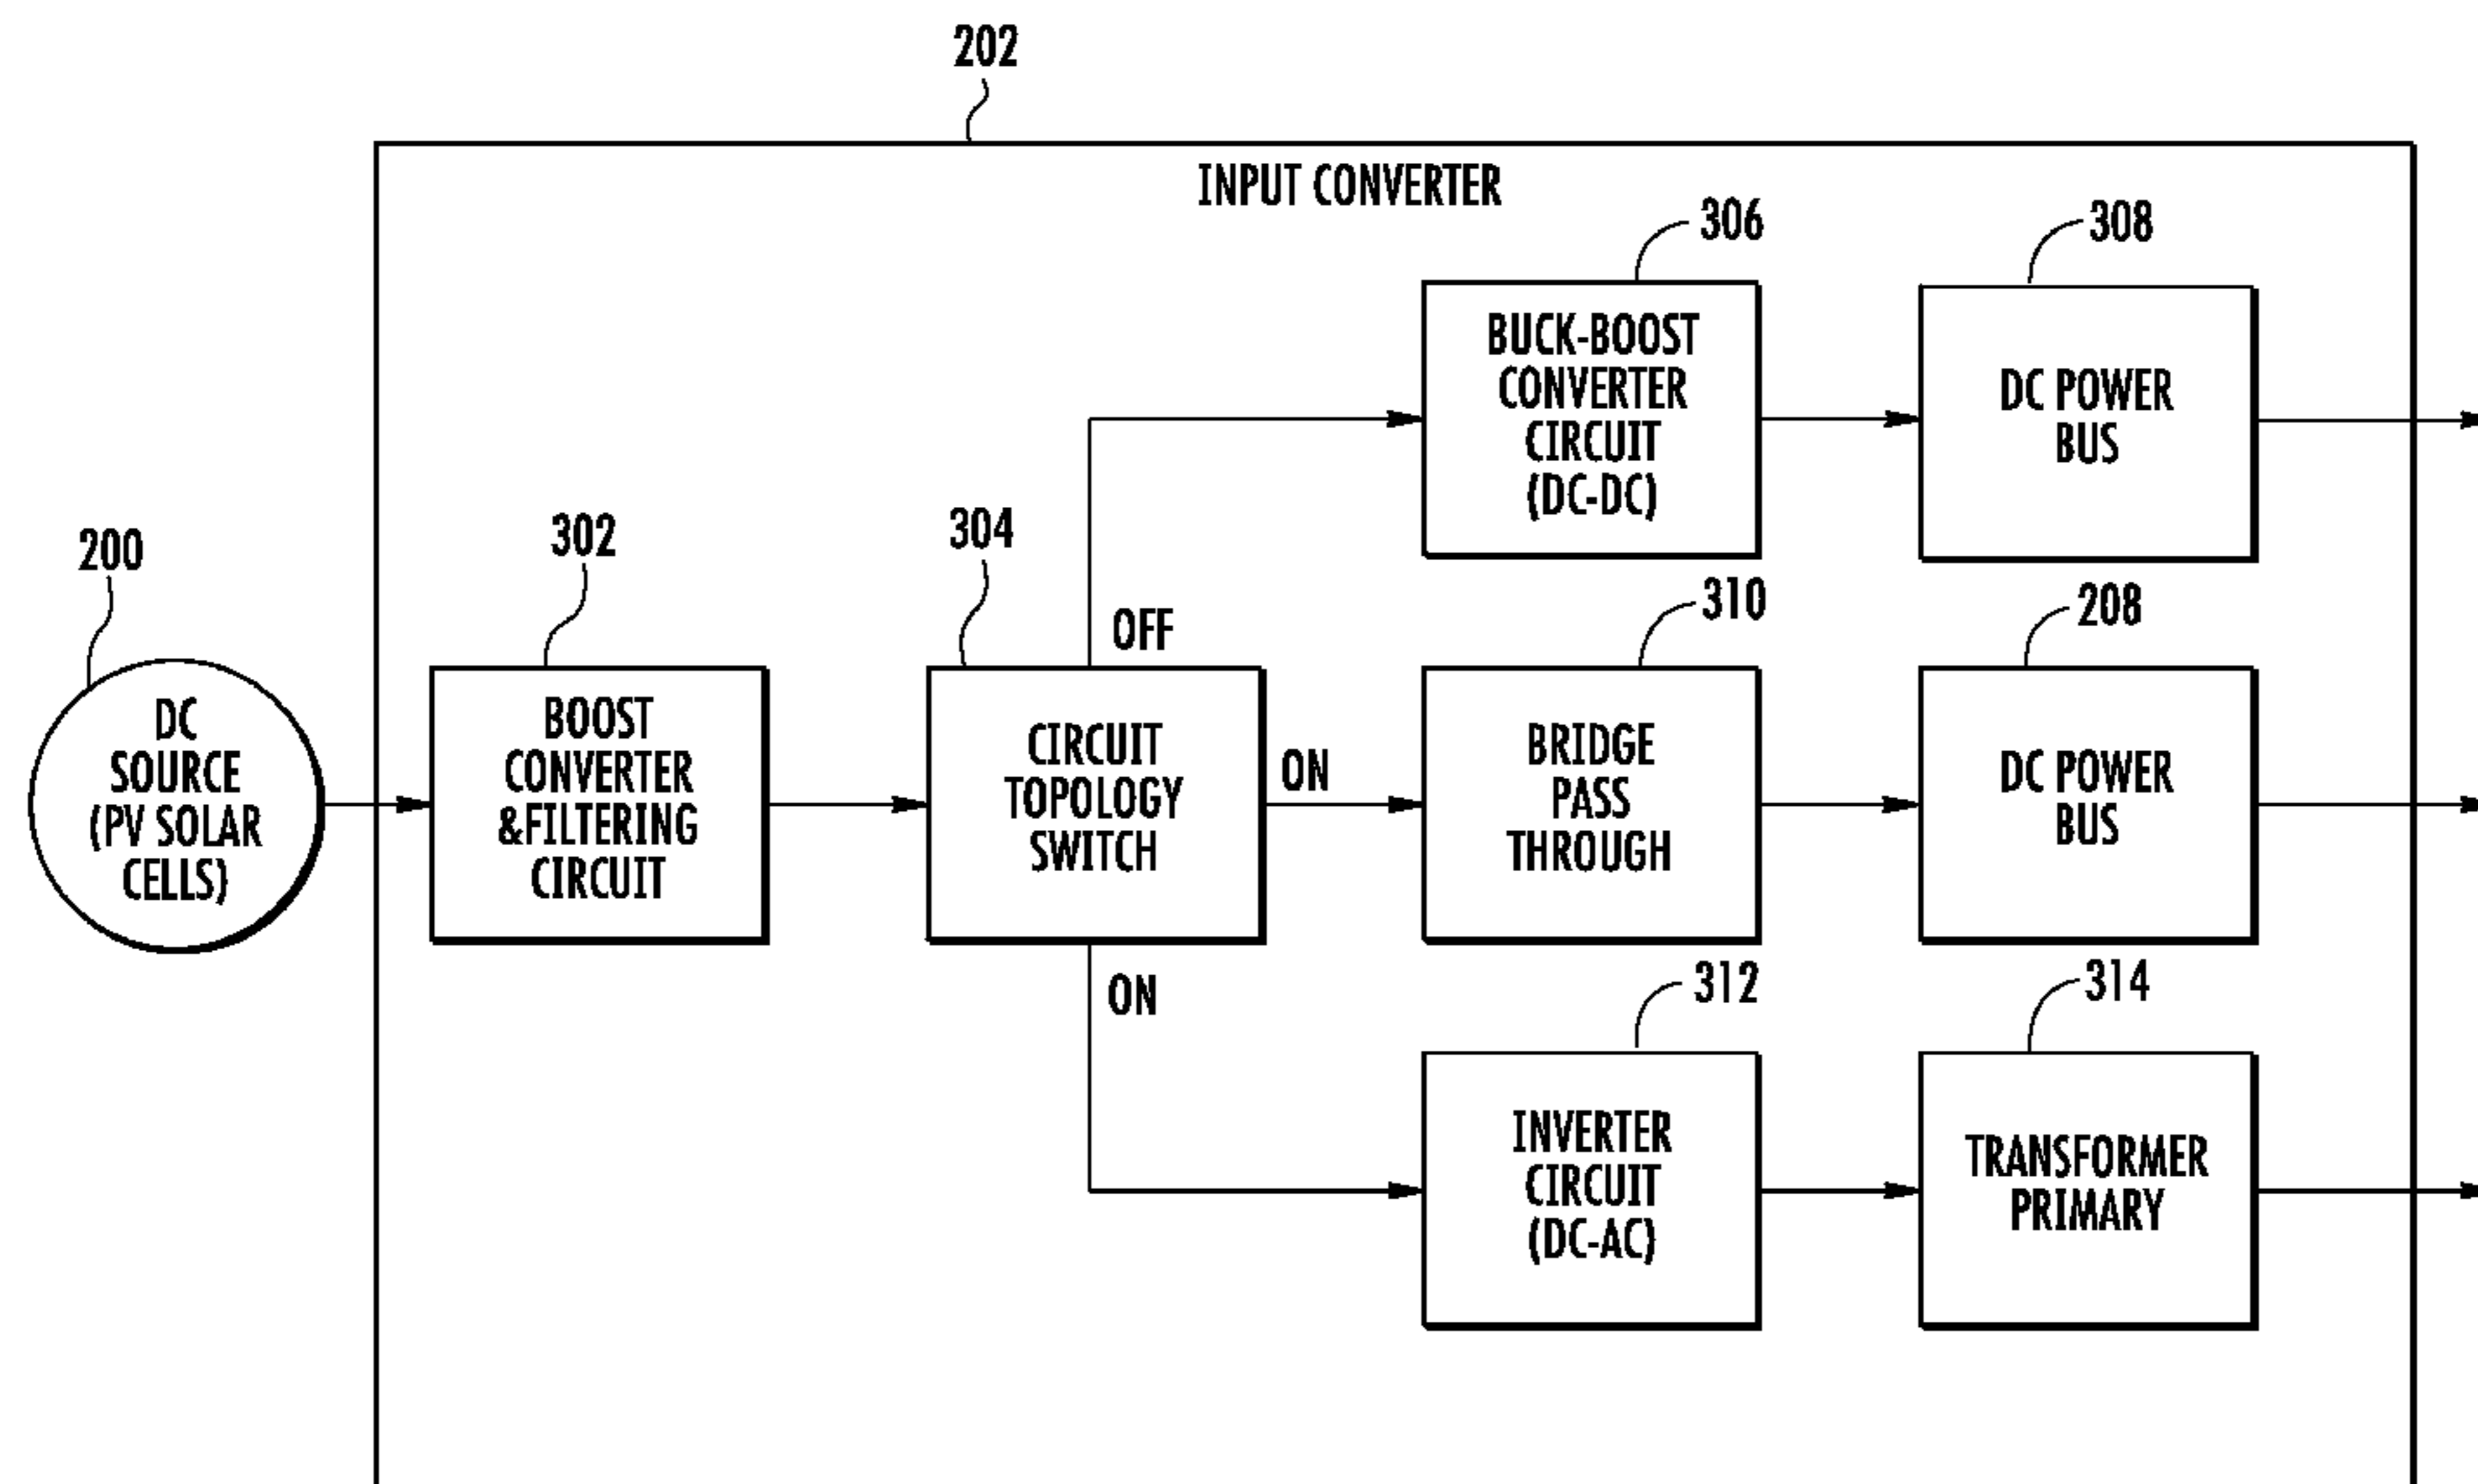 202
INPUT CONVERTER
306
308
BUCK-BOOST
CONVERTER
CIRCUIT
(DC-DC)
DC POWER
BUS
200
302
304
OFF
310
208
DC
SOURCE
(PV SOLAR
CELLS)
BOOST
CONVERTER
&FILTERING
CIRCUIT
CIRCUIT
TOPOLOGY
SWITCH
ON
BRIDGE
PASS
THROUGH
DC POWER
BUS
ON
312
314
INVERTER
CIRCUIT
(DC-AC)
TRANSFORMER
PRIMARY